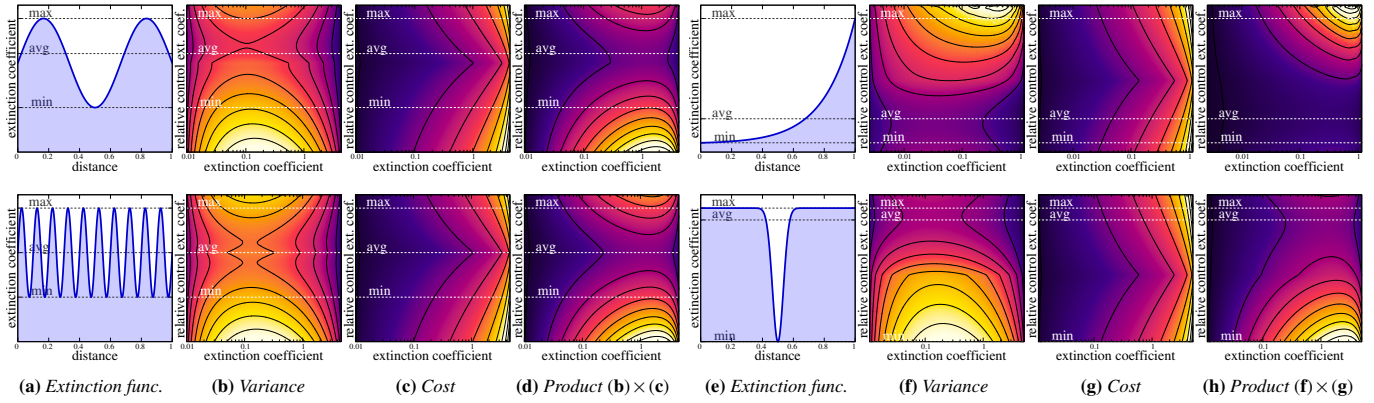 extinction coefficient
max
avg
min
0 0.2 0.4 0.6 0.8 1
distance
relative control ext. coef.
max
avg
min
0.01 0.1 1
extinction coefficient
relative control ext. coef.
max
avg
min
0.1 1
extinction coefficient
relative control ext. coef.
max
avg
min
0.01 0.1 1
extinction coefficient
extinction coefficient
max
avg
min
0 0.2 0.4 0.6 0.8 1
distance
relative control ext. coef.
max
avg
min
0.01 0.1 1
extinction coefficient
relative control ext. coef.
max
avg
min
0.1 1
extinction coefficient
relative control ext. coef.
max
avg
min
0.01 0.1 1
extinction coefficient
extinction coefficient
max
avg
min
0 0.2 0.4 0.6 0.8 1
distance
relative control ext. coef.
max
avg
min
0.1 1
extinction coefficient
relative control ext. coef.
max
avg
min
0.1 1
extinction coefficient
relative control ext. coef.
max
avg
min
0.1 1
extinction coefficient
extinction coefficient
max
avg
min
0 0.2 0.4 0.6 0.8 1
distance
relative control ext. coef.
max
avg
min
0.1 1
extinction coefficient
relative control ext. coef.
max
avg
min
0.1 1
extinction coefficient
relative control ext. coef.
max
avg
min
0.1 1
extinction coefficient
(a) Extinction func. (b) Variance (c) Cost (d) Product (b)×(c) (e) Extinction func. (f) Variance (g) Cost (h) Product (f)×(g)